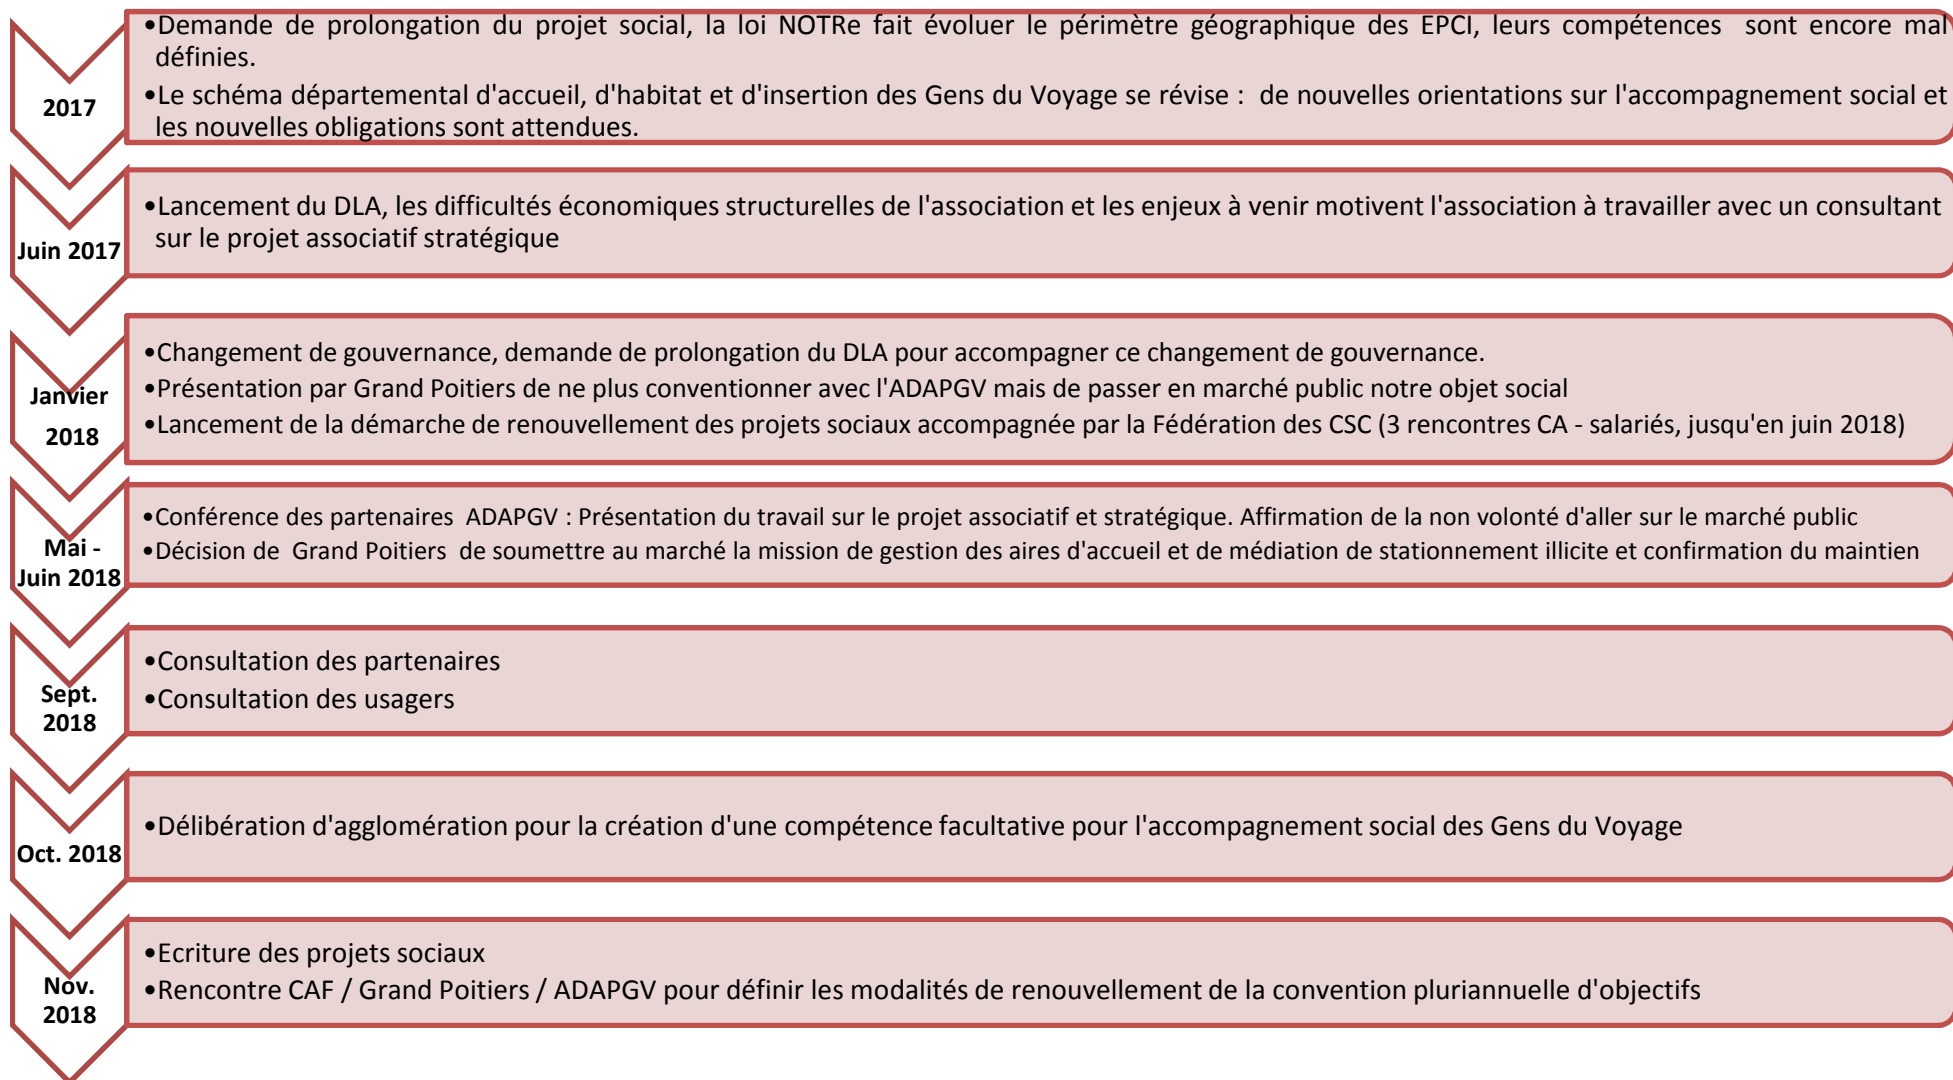 2017
•Demande de prolongation du projet social, la loi NOTRe fait évoluer le périmètre géographique des EPCI, leurs compétences sont encore mal
définies.
•Le schéma départemental d'accueil, d'habitat et d'insertion des Gens du Voyage se révise : de nouvelles orientations sur l'accompagnement social et
les nouvelles obligations sont attendues.
Juin 2017
•Lancement du DLA, les difficultés économiques structurelles de l'association et les enjeux à venir motivent l'association à travailler avec un consultant
sur le projet associatif stratégique
Janvier
2018
•Changement de gouvernance, demande de prolongation du DLA pour accompagner ce changement de gouvernance.
•Présentation par Grand Poitiers de ne plus conventionner avec l'ADAPGV mais de passer en marché public notre objet social
•Lancement de la démarche de renouvellement des projets sociaux accompagnée par la Fédération des CSC (3 rencontres CA - salariés, jusqu'en juin 2018)
Mai -
Juin 2018
•Conférence des partenaires ADAPGV : Présentation du travail sur le projet associatif et stratégique. Affirmation de la non volonté d'aller sur le marché public
•Décision de Grand Poitiers de soumettre au marché la mission de gestion des aires d'accueil et de médiation de stationnement illicite et confirmation du maintien
Sept.
2018
•Consultation des partenaires
•Consultation des usagers
Oct. 2018
•Délibération d'agglomération pour la création d'une compétence facultative pour l'accompagnement social des Gens du Voyage
Nov.
2018
•Ecriture des projets sociaux
•Rencontre CAF / Grand Poitiers / ADAPGV pour définir les modalités de renouvellement de la convention pluriannuelle d'objectifs